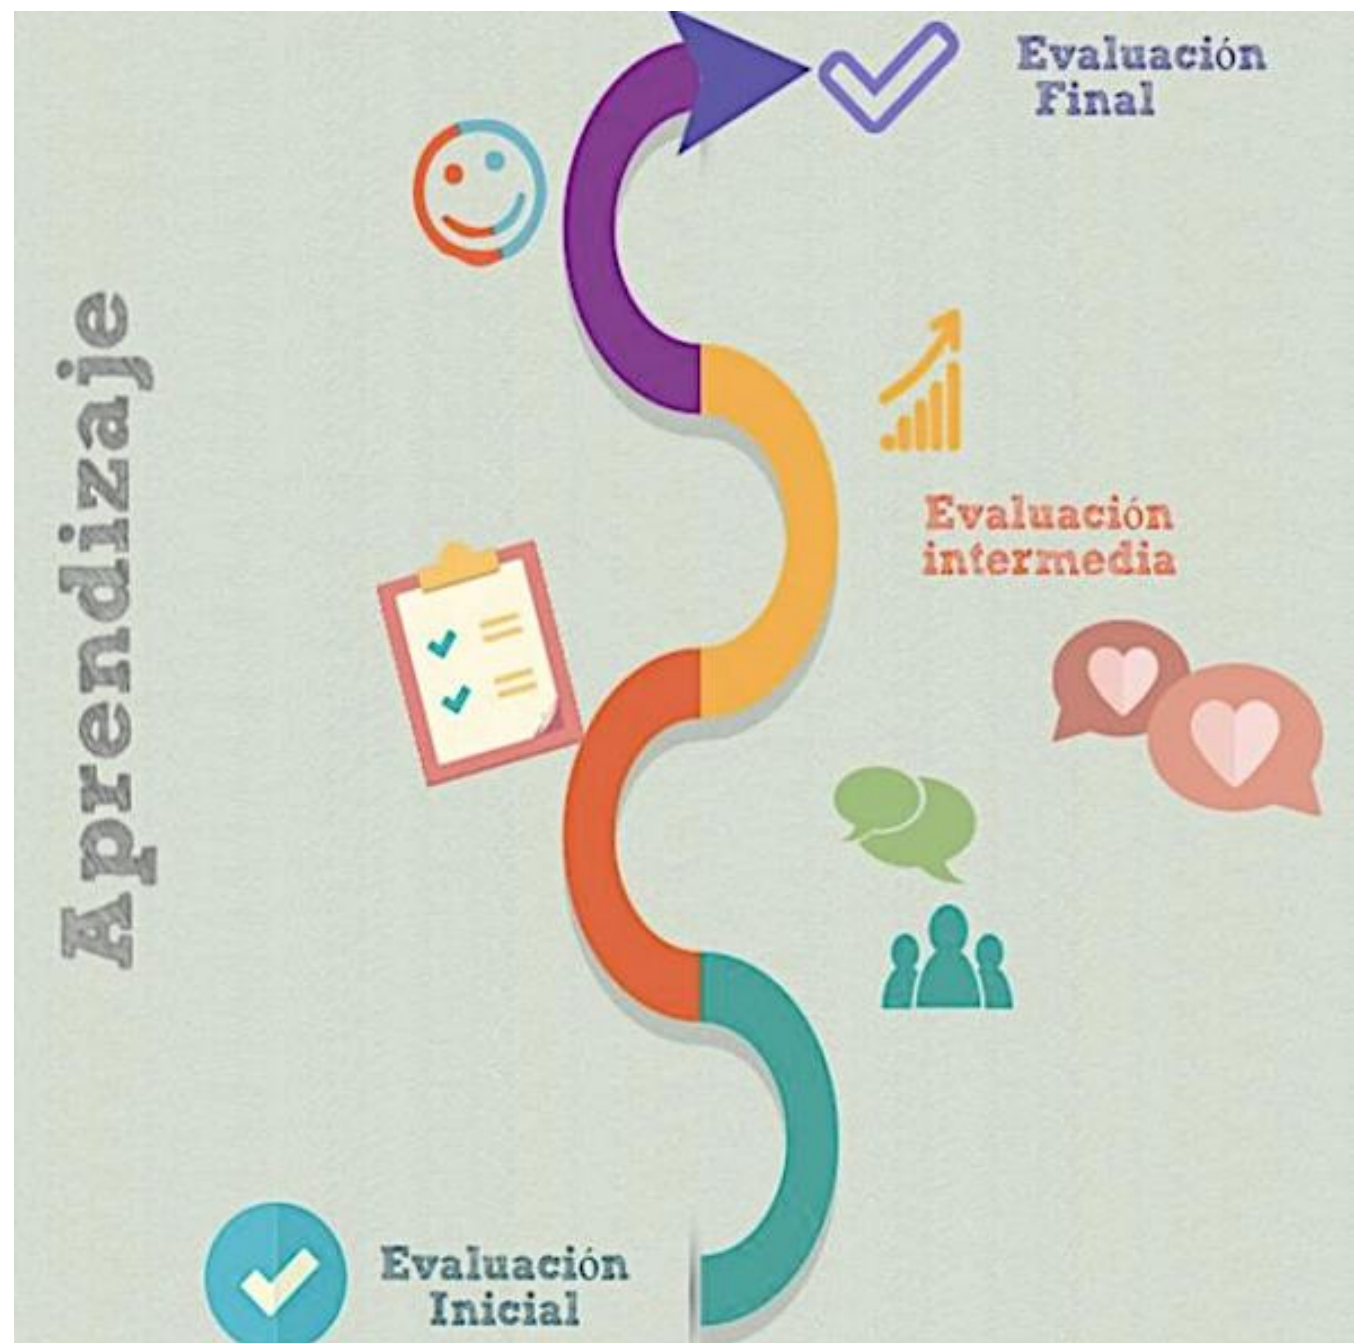 Evaluación
Final
Aprendizaje
Evaluación
intermedia
Evaluación
Inicial